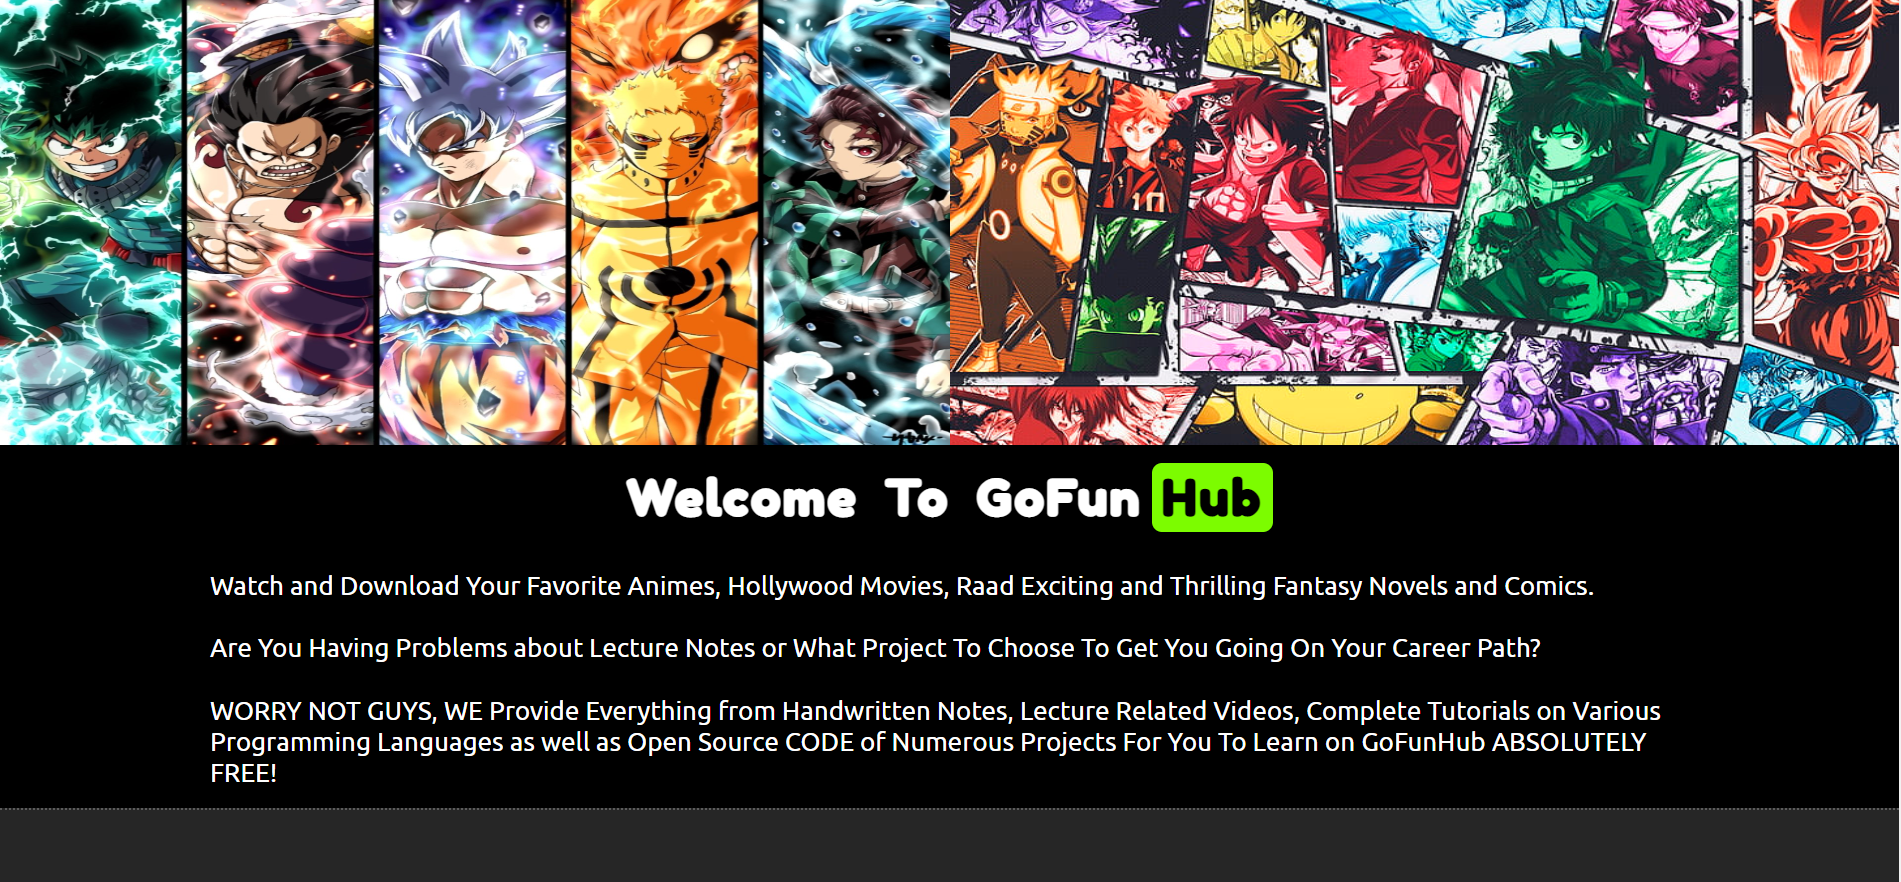 10
Welcome To GoFun Hub
Watch and Download Your Favorite Animes, Hollywood Movies, Raad Exciting and Thrilling Fantasy Novels and Comics.
Are You Having Problems about Lecture Notes or What Project To Choose To Get You Going On Your Career Path?
WORRY NOT GUYS, WE Provide Everything from Handwritten Notes, Lecture Related Videos, Complete Tutorials on Various
Programming Languages as well as Open Source CODE of Numerous Projects For You To Learn on GoFunHub ABSOLUTELY
FREE!